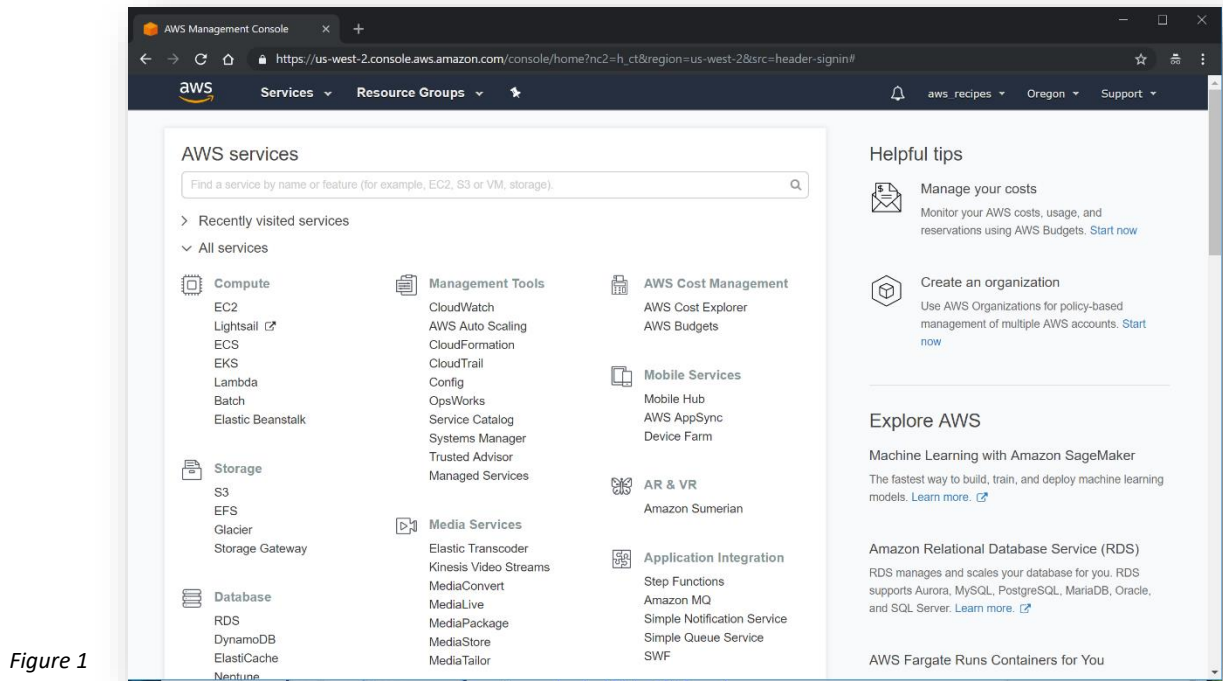 AWS Management Console
https://us-west-2.console.aws.amazon.com/console/home?nc2=h_ct&region=us-west-2&src=header-signin#
aws Services Resource Groups aws_recipes Oregon Support
AWS services
Find a service by name or feature (for example, EC2, S3 or VM, storage).
Recently visited services
All services
Compute
EC2
Lightsail
ECS
EKS
Lambda
Batch
Elastic Beanstalk
Storage
S3
EFS
Glacier
Storage Gateway
Database
RDS
DynamoDB
ElastiCache
Neptune
Management Tools
CloudWatch
AWS Auto Scaling
CloudFormation
CloudTrail
Config
OpsWorks
Service Catalog
Systems Manager
Trusted Advisor
Managed Services
Media Services
Elastic Transcoder
Kinesis Video Streams
MediaConvert
MediaLive
MediaPackage
MediaStore
MediaTailor
AWS Cost Management
AWS Cost Explorer
AWS Budgets
Mobile Services
Mobile Hub
AWS AppSync
Device Farm
AR & VR
Amazon Sumerian
Application Integration
Step Functions
Amazon MQ
Simple Notification Service
Simple Queue Service
SWF
Helpful tips
Manage your costs
Monitor your AWS costs, usage, and
reservations using AWS Budgets. Start now
Create an organization
Use AWS Organizations for policy-based
management of multiple AWS accounts. Start
now
Explore AWS
Machine Learning with Amazon SageMaker
The fastest way to build, train, and deploy machine learning
models. Learn more.
Amazon Relational Database Service (RDS)
RDS manages and scales your database for you. RDS
supports Aurora, MySQL, PostgreSQL, MariaDB, Oracle,
and SQL Server. Learn more.
AWS Fargate Runs Containers for You
Figure 1